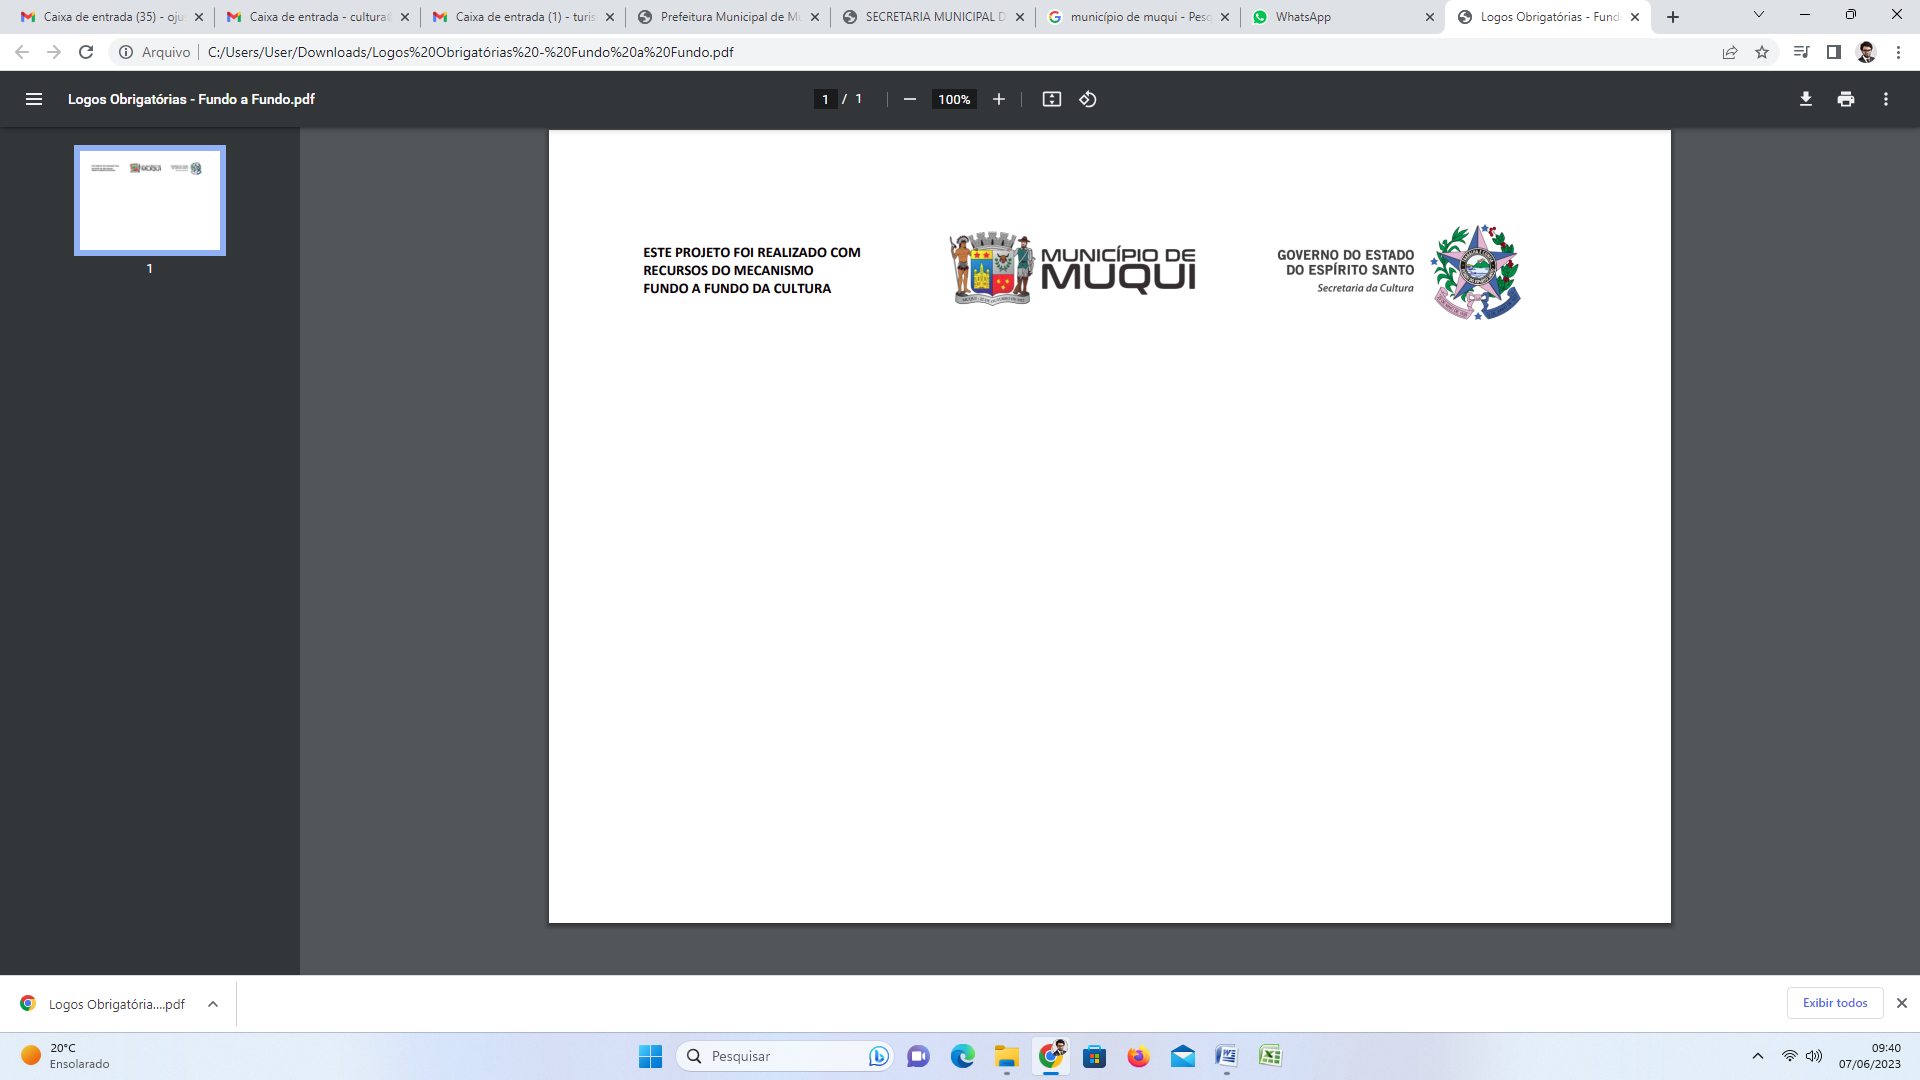 Caixa de entrada (35) - oju
Caixa de entrada - cultura@
Caixa de entrada (1) - turis
Prefeitura Municipal de Mu
SECRETARIA MUNICIPAL D
município de muqui - Pesq
WhatsApp
Logos Obrigatórias - Fund
Arquivo
C:/Users/User/Downloads/Logos%20Obrigatórias%20-%20Fundo%20a%20Fundo.pdf
Logos Obrigatórias - Fundo a Fundo.pdf
1 / 1
100%
1
ESTE PROJETO FOI REALIZADO COM
RECURSOS DO MECANISMO
FUNDO A FUNDO DA CULTURA
MUNICÍPIO DE
MUQUI
GOVERNO DO ESTADO
DO ESPÍRITO SANTO
Secretaria da Cultura
Logos Obrigatória....pdf
Exibir todos
20°C
Ensolarado
Pesquisar
09:40
07/06/2023